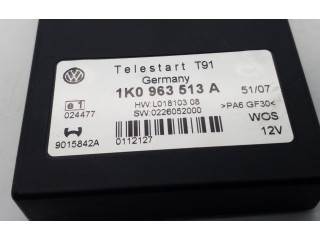 Telestart T91
Germany
1K0 963 513 A
51/07
HW:L018103 08
>PA6 GF30<
SW:0226052000
e1
024477
WOS
9015842A
0112127
12V